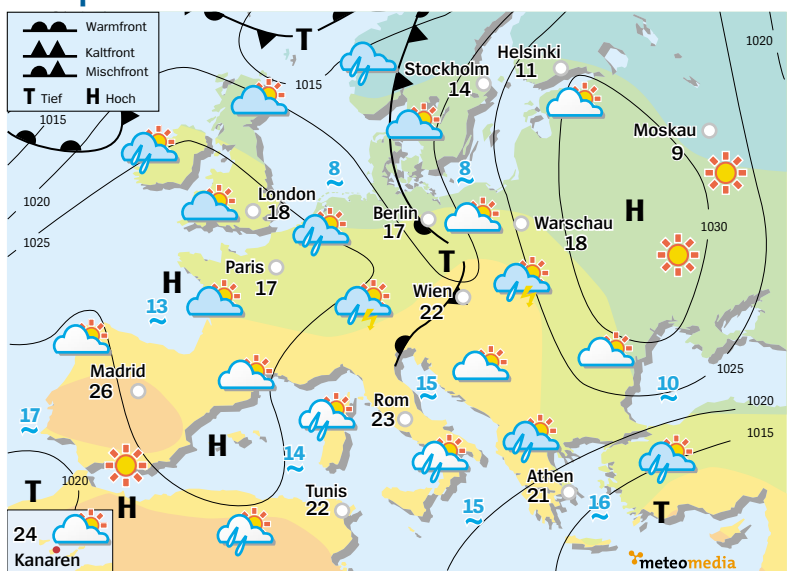 Warmfront
Kaltfront
Mischfront
T Tief H Hoch
T
1015
1020
Helsinki
11
Stockholm
14
1015
Moskau
9
8
8
1020
London
18
Berlin
17
H
Warschau
18
1030
1025
T
Paris
17
H
13
Wien
22
Madrid
26
15
10
1025
Rom
23
17
1020
1015
H
14
T
1020
Athen
21
H
Tunis
22
15
16
T
24
Kanaren
meteomedia